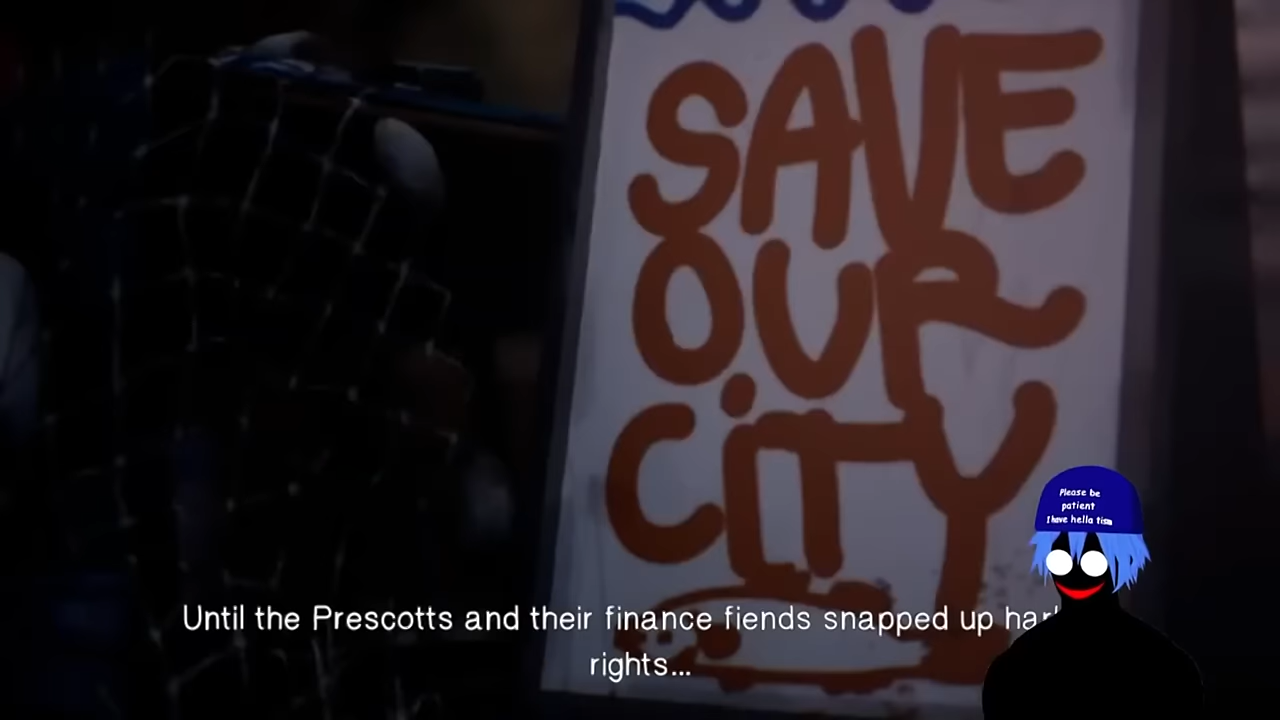 SAVE
OUR
CITY
Until the Prescotts and their finance fiends snapped up
rights...
Please be
patient
I have hella tism